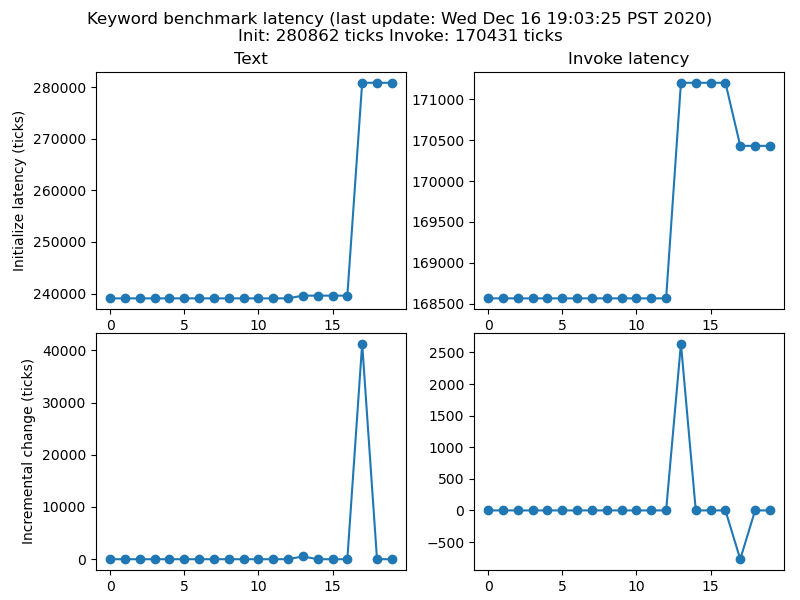 Keyword benchmark latency (last update: Wed Dec 16 19:03:25 PST 2020)
Init: 280862 ticks Invoke: 170431 ticks
Text
Invoke latency
Initialize latency (ticks)
280000
270000
260000
250000
240000
0 5 10 15
171000
170500
170000
169500
169000
168500
0 5 10 15
Incremental change (ticks)
40000
30000
20000
10000
0
0 5 10 15
2500
2000
1500
1000
500
0
−500
0 5 10 15